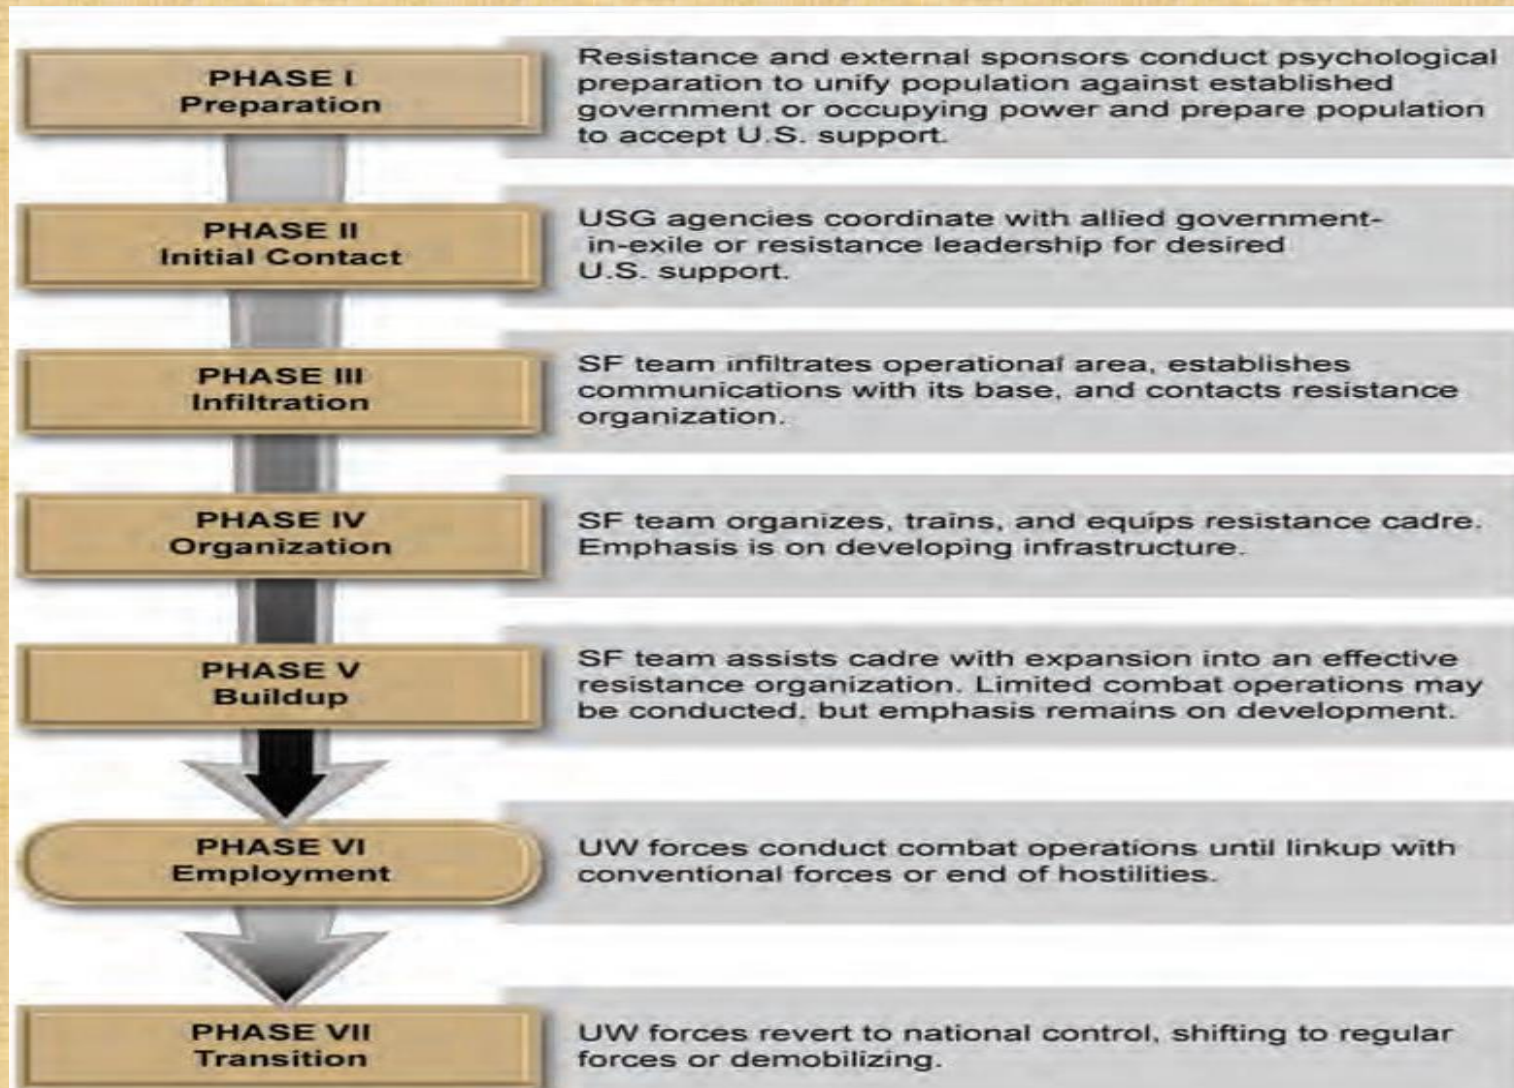 PHASE I
Preparation
Resistance and external sponsors conduct psychological
preparation to unify population against established
government or occupying power and prepare population
to accept U.S. support.
PHASE II
Initial Contact
USG agencies coordinate with allied government-
in-exile or resistance leadership for desired
U.S. support.
PHASE III
Infiltration
SF team infiltrates operational area, establishes
communications with its base, and contacts resistance
organization.
PHASE IV
Organization
SF team organizes, trains, and equips resistance cadre.
Emphasis is on developing infrastructure.
PHASE V
Buildup
SF team assists cadre with expansion into an effective
resistance organization. Limited combat operations may
be conducted, but emphasis remains on development.
PHASE VI
Employment
UW forces conduct combat operations until linkup with
conventional forces or end of hostilities.
PHASE VII
Transition
UW forces revert to national control, shifting to regular
forces or demobilizing.